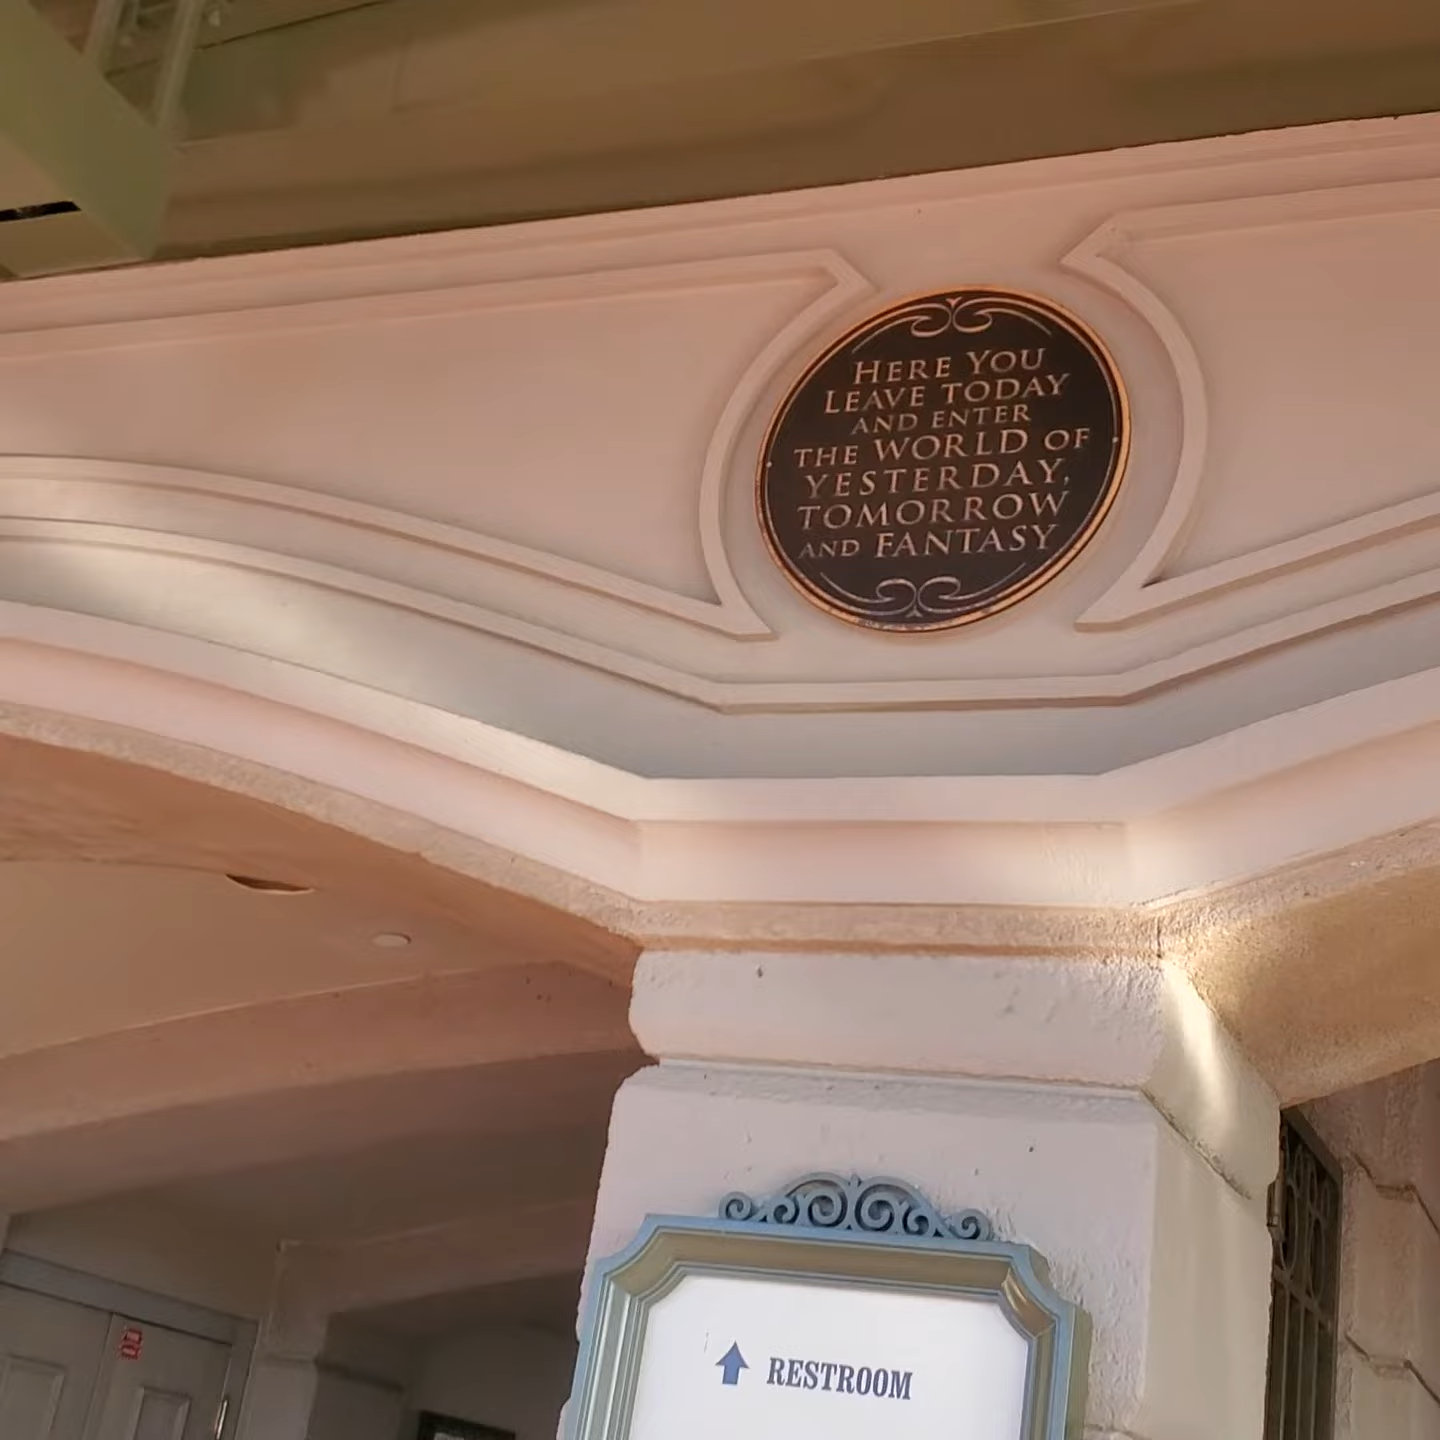 HERE YOU
LEAVE TODAY
AND ENTER
THE WORLD OF
YESTERDAY,
TOMORROW
AND FANTASY
RESTROOM